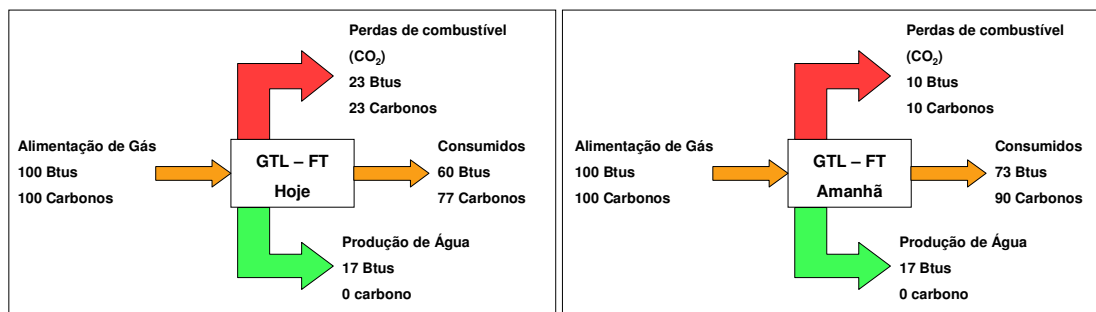 Perdas de combustível
(CO2)
23 Btus
23 Carbonos
Alimentação de Gás
100 Btus
100 Carbonos
GTL – FT
Hoje
Consumidos
60 Btus
77 Carbonos
Produção de Água
17 Btus
0 carbono
Perdas de combustível
(CO2)
10 Btus
10 Carbonos
Alimentação de Gás
100 Btus
100 Carbonos
GTL – FT
Amanhã
Consumidos
73 Btus
90 Carbonos
Produção de Água
17 Btus
0 carbono